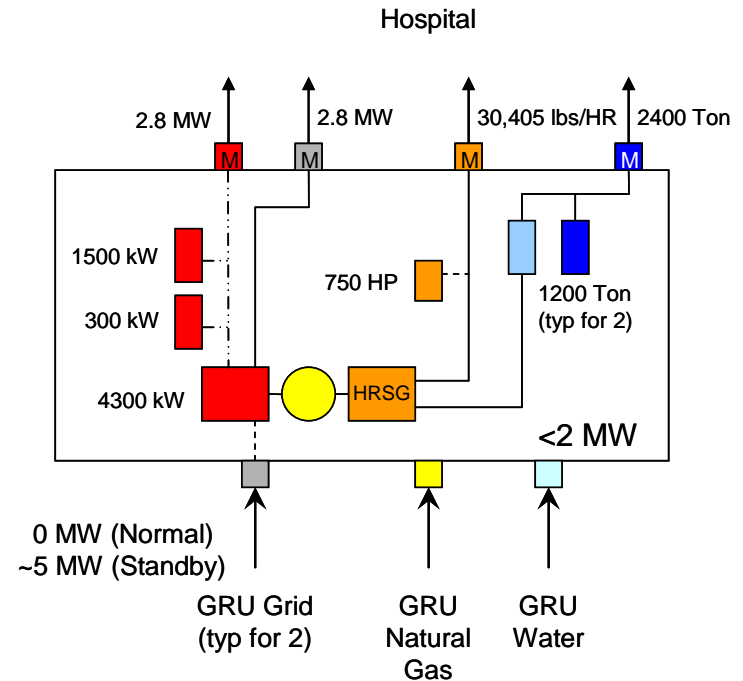 Hospital
2.8 MW
2.8 MW
30,405 lbs/HR
2400 Ton
M
M
M
M
1500 kW
300 kW
750 HP
1200 Ton
(typ for 2)
4300 kW
HRSG
<2 MW
0 MW (Normal)
~5 MW (Standby)
GRU Grid
(typ for 2)
GRU
Natural
Gas
GRU
Water